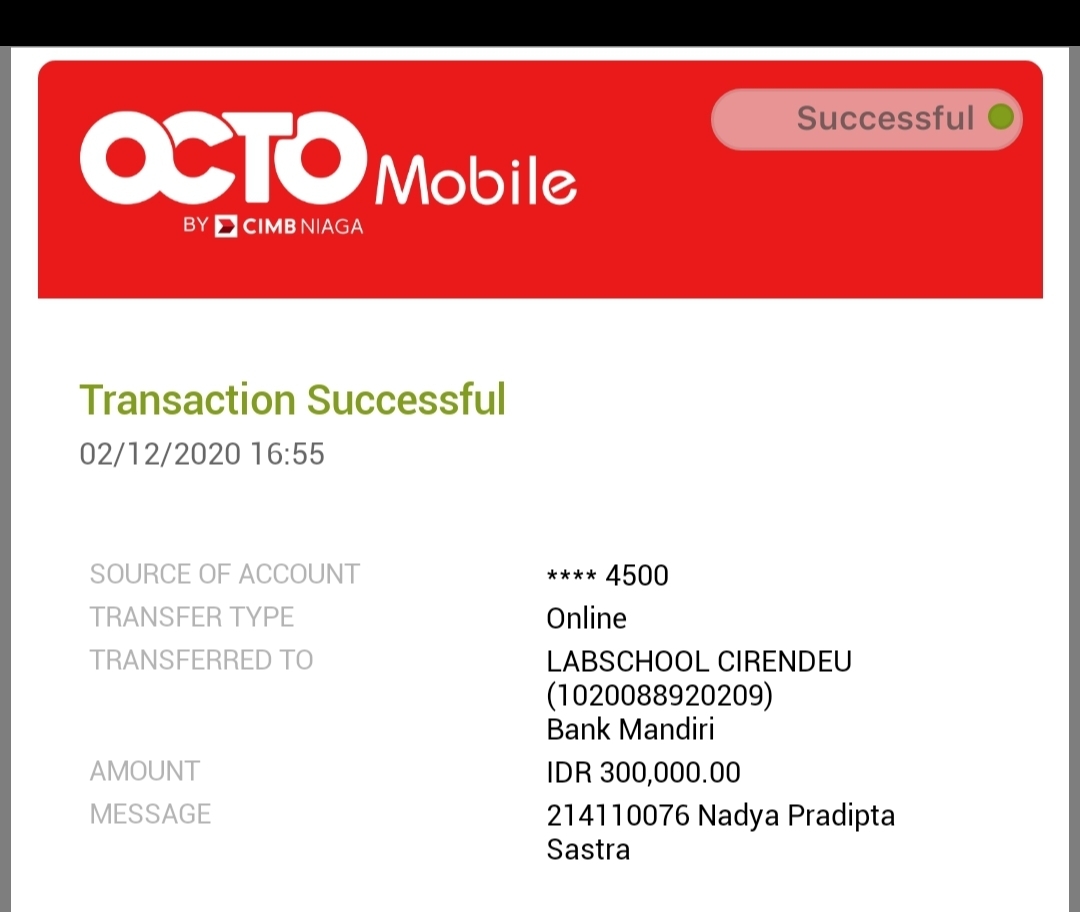 OCTO Mobile
BY CIMB NIAGA
Successful
Transaction Successful
02/12/2020 16:55
SOURCE OF ACCOUNT **** 4500
TRANSFER TYPE Online
TRANSFERRED TO LABSCHOOL CIRENDEU
(1020088920209)
Bank Mandiri
AMOUNT IDR 300,000.00
MESSAGE 214110076 Nadya Pradipta
Sastra